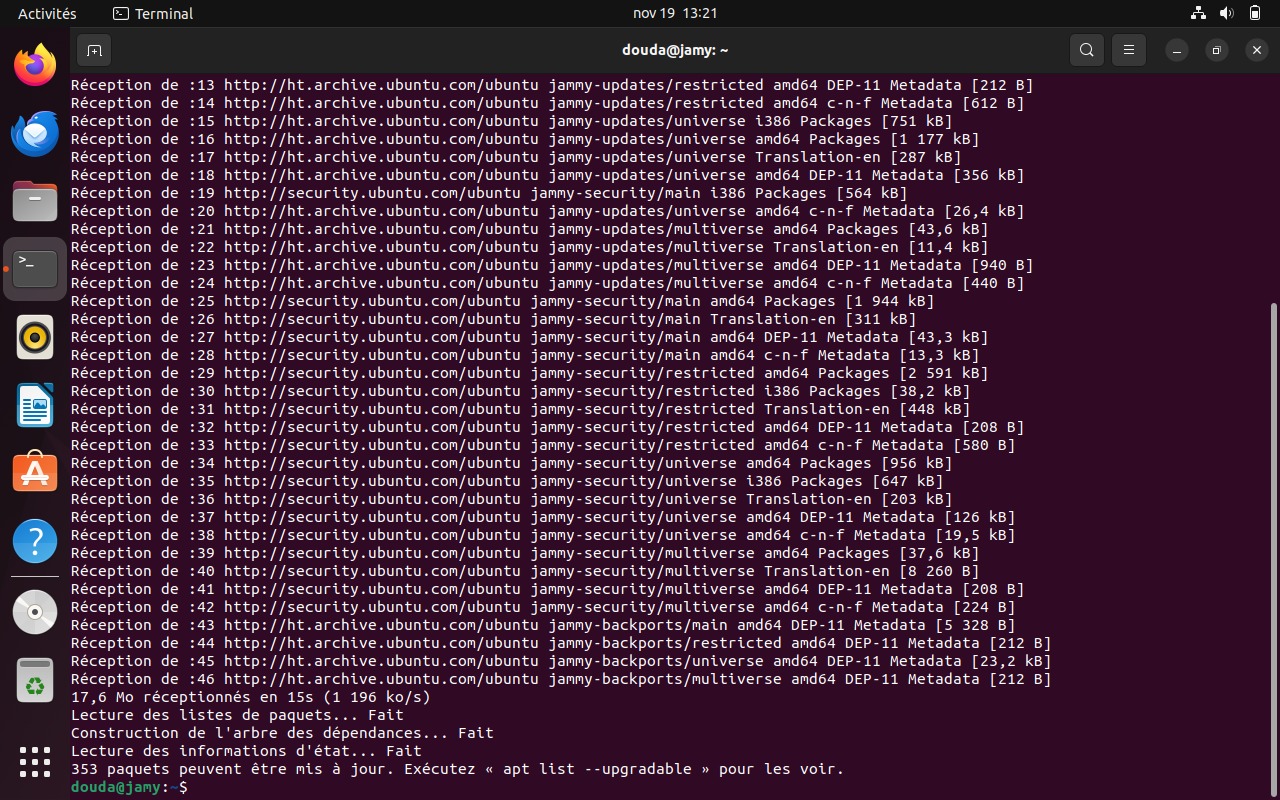 Activités Terminal nov 19 13:21
douda@jamy: ~
Réception de :13 http://ht.archive.ubuntu.com/ubuntu jammy-updates/restricted amd64 DEP-11 Metadata [212 B]
Réception de :14 http://ht.archive.ubuntu.com/ubuntu jammy-updates/restricted amd64 c-n-f Metadata [612 B]
Réception de :15 http://ht.archive.ubuntu.com/ubuntu jammy-updates/universe i386 Packages [751 kB]
Réception de :16 http://ht.archive.ubuntu.com/ubuntu jammy-updates/universe amd64 Packages [1 177 kB]
Réception de :17 http://ht.archive.ubuntu.com/ubuntu jammy-updates/universe Translation-en [287 kB]
Réception de :18 http://ht.archive.ubuntu.com/ubuntu jammy-updates/universe amd64 DEP-11 Metadata [356 kB]
Réception de :19 http://security.ubuntu.com/ubuntu jammy-security/main i386 Packages [564 kB]
Réception de :20 http://ht.archive.ubuntu.com/ubuntu jammy-updates/universe amd64 c-n-f Metadata [26,4 kB]
Réception de :21 http://ht.archive.ubuntu.com/ubuntu jammy-updates/multiverse amd64 Packages [43,6 kB]
Réception de :22 http://ht.archive.ubuntu.com/ubuntu jammy-updates/multiverse Translation-en [11,4 kB]
Réception de :23 http://ht.archive.ubuntu.com/ubuntu jammy-updates/multiverse amd64 DEP-11 Metadata [940 B]
Réception de :24 http://ht.archive.ubuntu.com/ubuntu jammy-updates/multiverse amd64 c-n-f Metadata [440 B]
Réception de :25 http://security.ubuntu.com/ubuntu jammy-security/main amd64 Packages [1 944 kB]
Réception de :26 http://security.ubuntu.com/ubuntu jammy-security/main Translation-en [311 kB]
Réception de :27 http://security.ubuntu.com/ubuntu jammy-security/main amd64 DEP-11 Metadata [43,3 kB]
Réception de :28 http://security.ubuntu.com/ubuntu jammy-security/main amd64 c-n-f Metadata [13,3 kB]
Réception de :29 http://security.ubuntu.com/ubuntu jammy-security/restricted amd64 Packages [2 591 kB]
Réception de :30 http://security.ubuntu.com/ubuntu jammy-security/restricted i386 Packages [38,2 kB]
Réception de :31 http://security.ubuntu.com/ubuntu jammy-security/restricted Translation-en [448 kB]
Réception de :32 http://security.ubuntu.com/ubuntu jammy-security/restricted amd64 DEP-11 Metadata [208 B]
Réception de :33 http://security.ubuntu.com/ubuntu jammy-security/restricted amd64 c-n-f Metadata [580 B]
Réception de :34 http://security.ubuntu.com/ubuntu jammy-security/universe amd64 Packages [956 kB]
Réception de :35 http://security.ubuntu.com/ubuntu jammy-security/universe i386 Packages [647 kB]
Réception de :36 http://security.ubuntu.com/ubuntu jammy-security/universe Translation-en [203 kB]
Réception de :37 http://security.ubuntu.com/ubuntu jammy-security/universe amd64 DEP-11 Metadata [126 kB]
Réception de :38 http://security.ubuntu.com/ubuntu jammy-security/universe amd64 c-n-f Metadata [19,5 kB]
Réception de :39 http://security.ubuntu.com/ubuntu jammy-security/multiverse amd64 Packages [37,6 kB]
Réception de :40 http://security.ubuntu.com/ubuntu jammy-security/multiverse Translation-en [8 260 B]
Réception de :41 http://security.ubuntu.com/ubuntu jammy-security/multiverse amd64 DEP-11 Metadata [208 B]
Réception de :42 http://security.ubuntu.com/ubuntu jammy-security/multiverse amd64 c-n-f Metadata [224 B]
Réception de :43 http://ht.archive.ubuntu.com/ubuntu jammy-backports/main amd64 DEP-11 Metadata [5 328 B]
Réception de :44 http://ht.archive.ubuntu.com/ubuntu jammy-backports/restricted amd64 DEP-11 Metadata [212 B]
Réception de :45 http://ht.archive.ubuntu.com/ubuntu jammy-backports/universe amd64 DEP-11 Metadata [23,2 kB]
Réception de :46 http://ht.archive.ubuntu.com/ubuntu jammy-backports/multiverse amd64 DEP-11 Metadata [212 B]
17,6 Mo réceptionnés en 15s (1 196 ko/s)
Lecture des listes de paquets... Fait
Construction de l'arbre des dépendances... Fait
Lecture des informations d'état... Fait
353 paquets peuvent être mis à jour. Exécutez « apt list --upgradable » pour les voir.
douda@jamy:~$